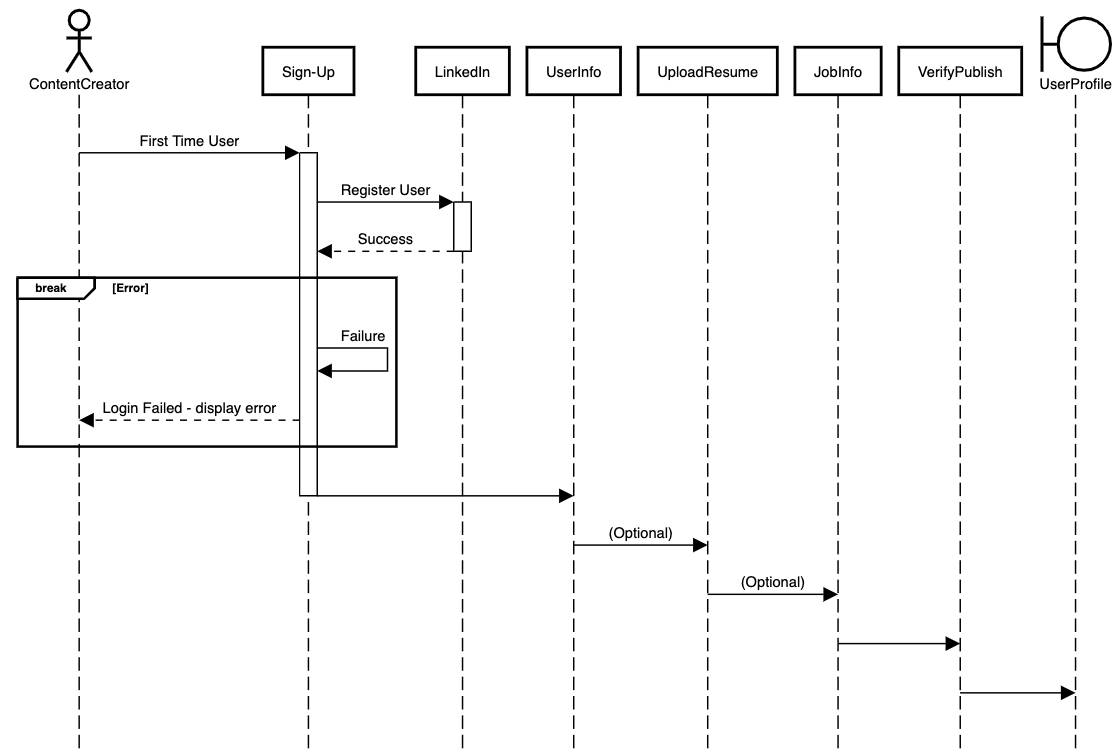 ContentCreator
Sign-Up
LinkedIn
UserInfo
UploadResume
JobInfo
VerifyPublish
UserProfile
First Time User
Register User
Success
break
[Error]
Failure
Login Failed - display error
(Optional)
(Optional)